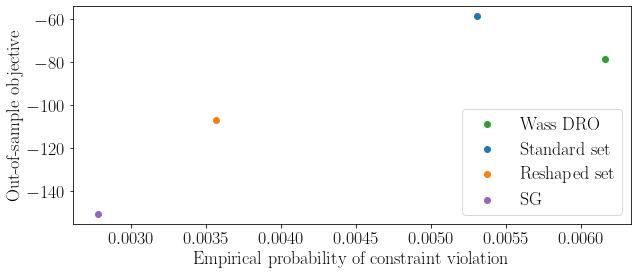 Out-of-sample objective
−60
−80
−100
−120
−140
Wass DRO
Standard set
Reshaped set
SG
0.0030 0.0035 0.0040 0.0045 0.0050 0.0055 0.0060
Empirical probability of constraint violation